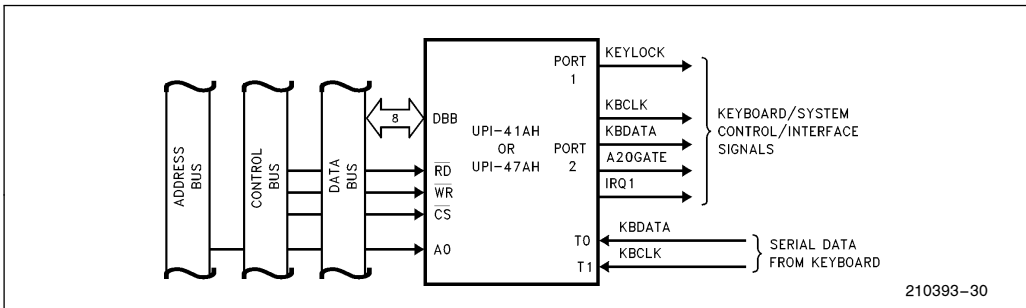 ADDRESS
BUS
CONTROL
BUS
DATA
BUS
8
DBB
RD
WR
CS
A0
UPI-41AH
OR
UPI-47AH
PORT
1
PORT
2
T0
T1
KEYLOCK
KBCLK
KBDATA
A20GATE
IRQ1
KBDATA
KBCLK
KEYBOARD/SYSTEM
CONTROL/INTERFACE
SIGNALS
SERIAL DATA
FROM KEYBOARD
210393–30